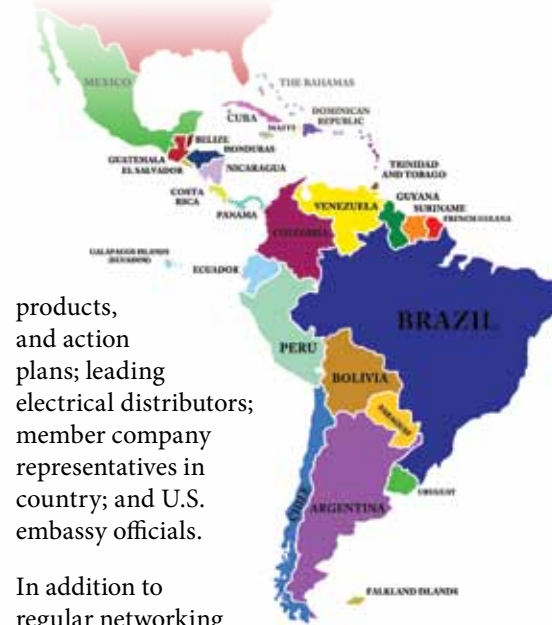 MEXICO
THE BAHAMAS
CUBA
DOMINICAN
REPUBLIC
HAITI
BELIZE
HONDURAS
GUATEMALA
EL SALVADOR
NICARAGUA
TRINIDAD
AND TOBAGO
COSTA
RICA
PANAMA
VENEZUELA
GUYANA
SURINAME
FRENCH GUIANA
COLOMBIA
GALAPAGOS ISLANDS
(ECUADOR)
ECUADOR
BRAZIL
PERU
BOLIVIA
PARAGUAY
CHILE
ARGENTINA
URUGUAY
FALKLAND ISLANDS
products,
and action
plans; leading
electrical distributors;
member company
representatives in
country; and U.S.
embassy officials.
In addition to
regular networking